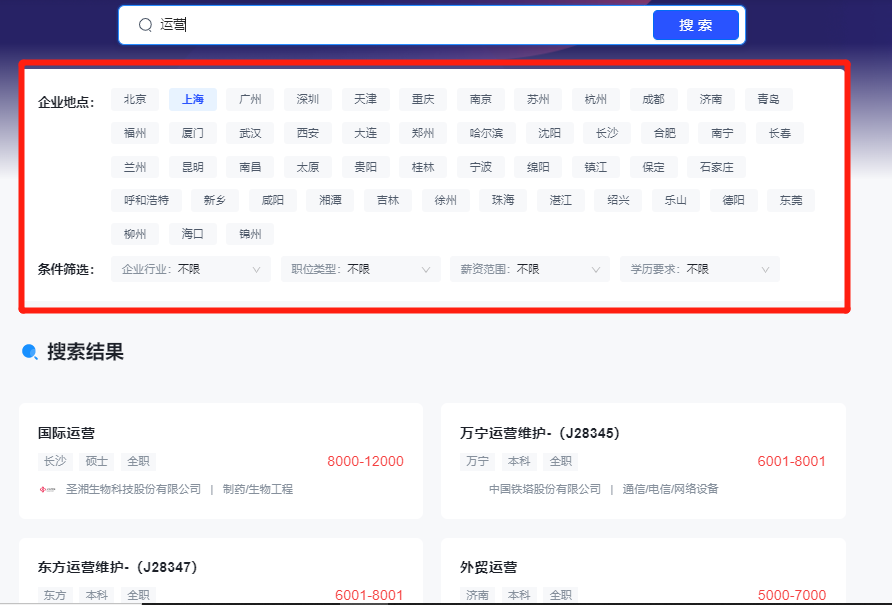 运营
搜 索
企业地点： 北京 上海 广州 深圳 天津 重庆 南京 苏州 杭州 成都 济南 青岛
福州 厦门 武汉 西安 大连 郑州 哈尔滨 沈阳 长沙 合肥 南宁 长春
兰州 昆明 南昌 太原 贵阳 桂林 宁波 绵阳 镇江 保定 石家庄
呼和浩特 新乡 咸阳 湘潭 吉林 徐州 珠海 湛江 绍兴 乐山 德阳 东莞
柳州 海口 锦州
条件筛选： 企业行业：不限 职位类型：不限 薪资范围：不限 学历要求：不限
搜索结果
国际运营
长沙 硕士 全职 8000-12000
圣湘生物科技股份有限公司 | 制药/生物工程
万宁运营维护-（J28345）
万宁 本科 全职 6001-8001
中国铁塔股份有限公司 | 通信/电信/网络设备
东方运营维护-（J28347）
东方 本科 全职 6001-8001
外贸运营
济南 本科 全职 5000-7000